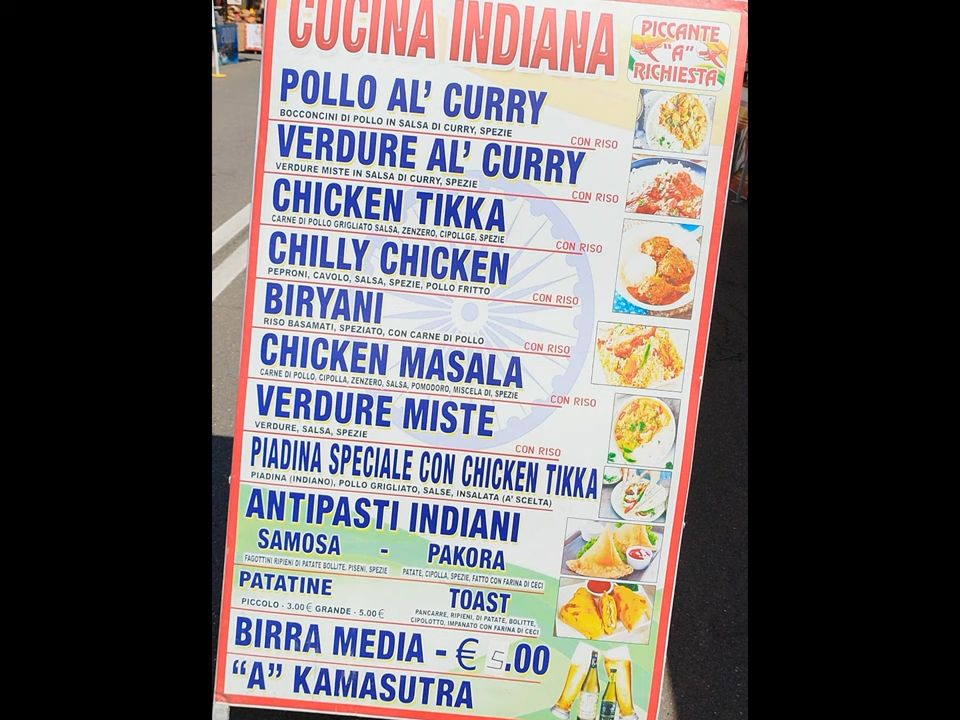 CUCINA INDIANA
PICCANTE
"A"
RICHIESTA
POLLO AL' CURRY
BOCCONCINI DI POLLO IN SALSA DI CURRY, SPEZIE
CON RISO
VERDURE AL' CURRY
VERDURE MISTE IN SALSA DI CURRY, SPEZIE
CON RISO
CHICKEN TIKKA
CARNE DI POLLO GRIGLIATO SALSA, ZENZERO, CIPOLLGE, SPEZIE
CON RISO
CHILLY CHICKEN
PEPRONI, CAVOLO, SALSA, SPEZIE, POLLO FRITTO
CON RISO
BIRYANI
RISO BASAMATI, SPEZIATO, CON CARNE DI POLLO
CON RISO
CHICKEN MASALA
CARNE DI POLLO, CIPOLLA, ZENZERO, SALSA, POMODORO, MISCELA DI, SPEZIE
CON RISO
VERDURE MISTE
VERDURE, SALSA, SPEZIE
CON RISO
PIADINA SPECIALE CON CHICKEN TIKKA
PIADINA (INDIANO), POLLO GRIGLIATO, SALSE, INSALATA (A' SCELTA)
ANTIPASTI INDIANI
SAMOSA - PAKORA
FAGOTTINI RIPIENI DI PATATE BOLLITE, PISENI, SPEZIE
PATATE, CIPOLLA, SPEZIE, FATTO CON FARINA DI CECI
PATATINE
PICCOLO - 3.00€ GRANDE - 5.00€
TOAST
PANCARRE, RIPIENI, DI PATATE, BOLITTE,
CIPOLOTTO, IMPANATO CON FARINA DI CECI
BIRRA MEDIA - € 5.00
"A" KAMASUTRA